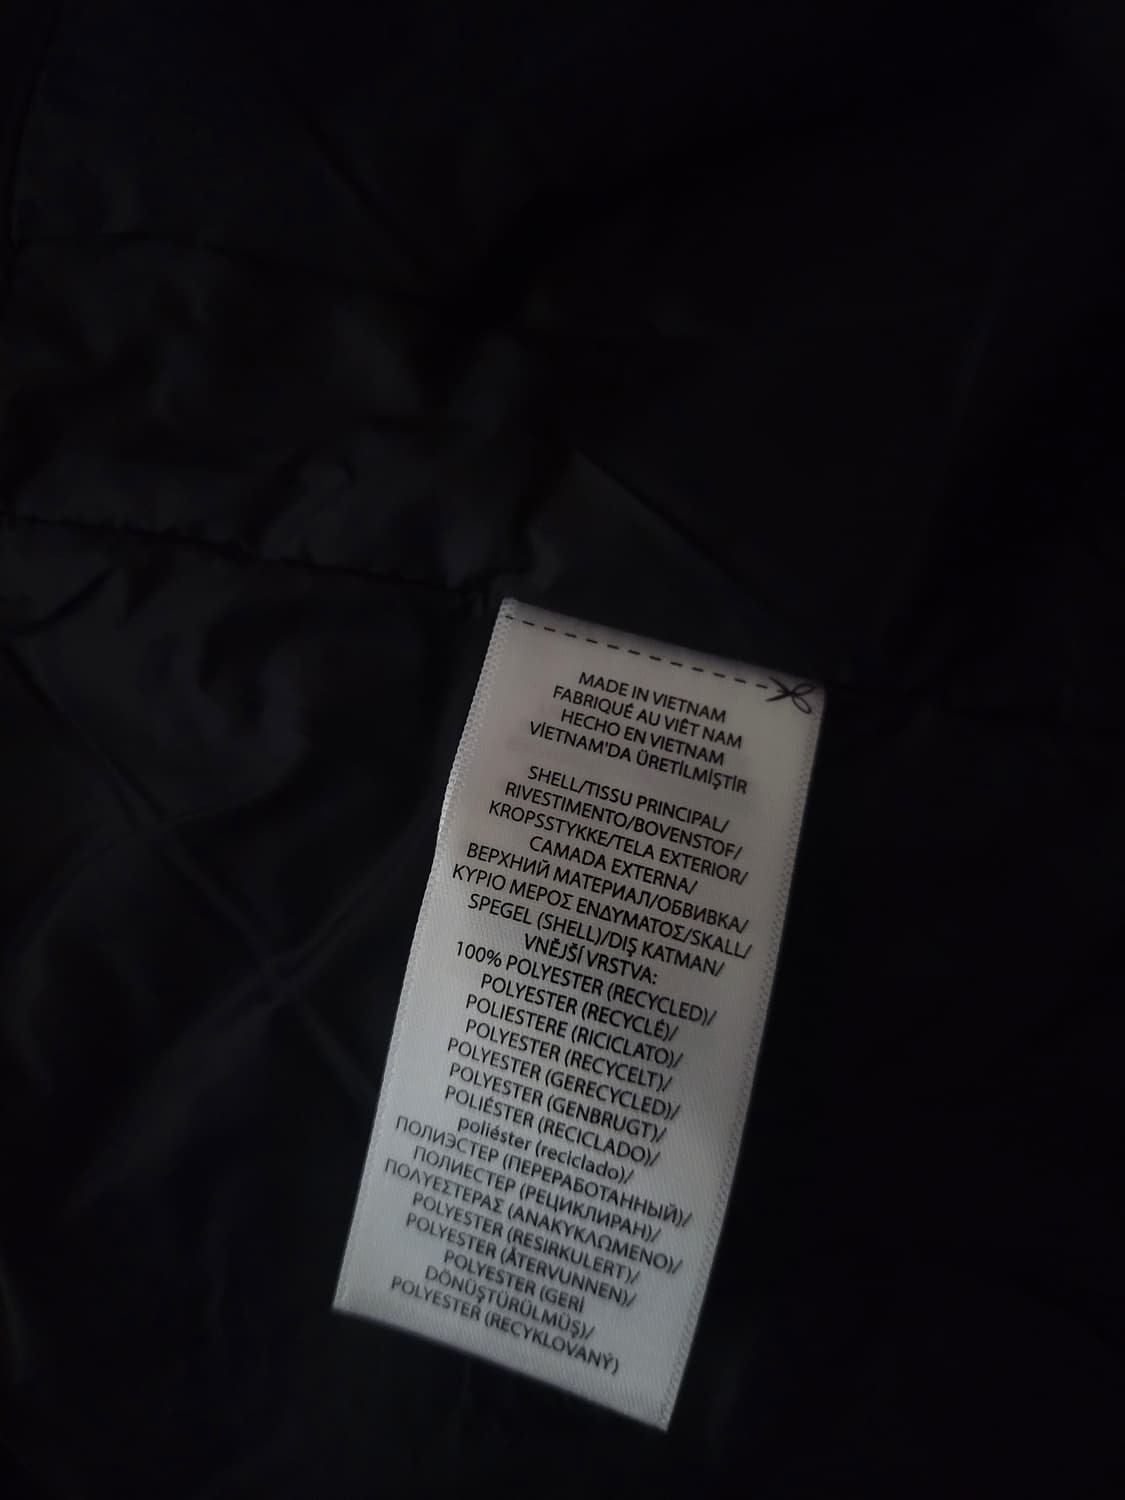 MADE IN VIETNAM
FABRIQUÉ AU VIÊT NAM
HECHO EN VIETNAM
VİETNAM'DA ÜRETİLMİŞTİR
SHELL/TISSU PRINCIPAL/
RIVESTIMENTO/BOVENSTOF/
KROPSSTYKKE/TELA EXTERIOR/
CAMADA EXTERNA/
ВЕРХНИЙ МАТЕРИАЛ/ОБВИВКА/
ΚΥΡΙΟ ΜΕΡΟΣ ΕΝΔΥΜΑΤΟΣ/SKALL/
SPEGEL (SHELL)/DIŞ KATMAN/
VNĚJŠÍ VRSTVA:
100% POLYESTER (RECYCLED)/
POLYESTER (RECYCLÉ)/
POLIESTERE (RICICLATO)/
POLYESTER (RECYCELT)/
POLYESTER (GERECYCLED)/
POLYESTER (GENBRUGT)/
POLIÉSTER (RECICLADO)/
poliéster (reciclado)/
ПОЛИЭСТЕР (ПЕРЕРАБОТАННЫЙ)/
ПОЛИЕСТЕР (РЕЦИКЛИРАН)/
ΠΟΛΥΕΣΤΕΡΑΣ (ΑΝΑΚΥΚΛΩΜΕΝΟ)/
POLYESTER (RESIRKULERT)/
POLYESTER (ÅTERVUNNEN)/
POLYESTER (GERİ
DÖNÜŞTÜRÜLMÜŞ)/
POLYESTER (RECYKLOVANÝ)